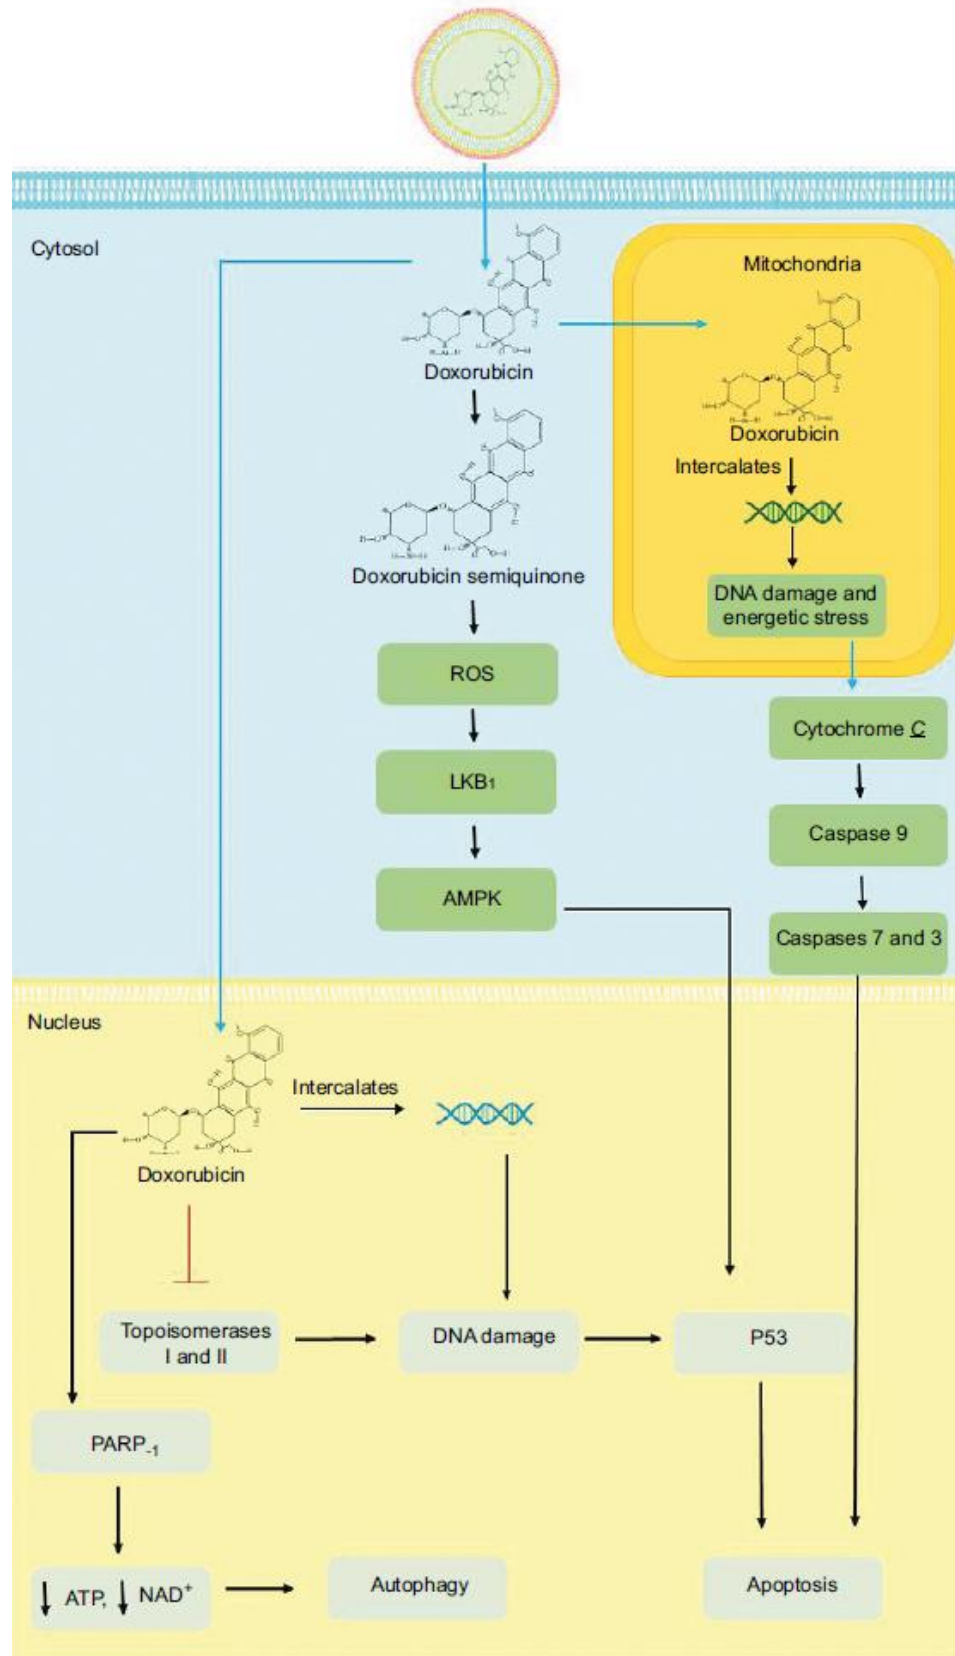 Cytosol
Mitochondria
Doxorubicin
Doxorubicin
Intercalates
Doxorubicin semiquinone
DNA damage and
energetic stress
ROS
Cytochrome C
LKB1
Caspase 9
AMPK
Caspases 7 and 3
Nucleus
Intercalates
Doxorubicin
Topoisomerases
I and II
DNA damage
P53
PARP-1
ATP, NAD+
Autophagy
Apoptosis